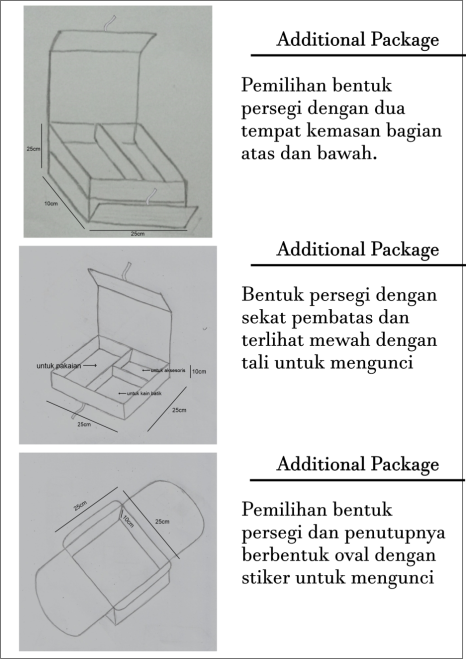 Additional Package
Pemilihan bentuk
persegi dengan dua
tempat kemasan bagian
atas dan bawah.
25cm
10cm
25cm
Additional Package
Bentuk persegi dengan
sekat pembatas dan
terlihat mewah dengan
tali untuk mengunci
untuk pakaian
untuk aksesoris
10cm
untuk kain batik
25cm
25cm
Additional Package
Pemilihan bentuk
persegi dan penutupnya
berbentuk oval dengan
stiker untuk mengunci
25cm
10cm
25cm